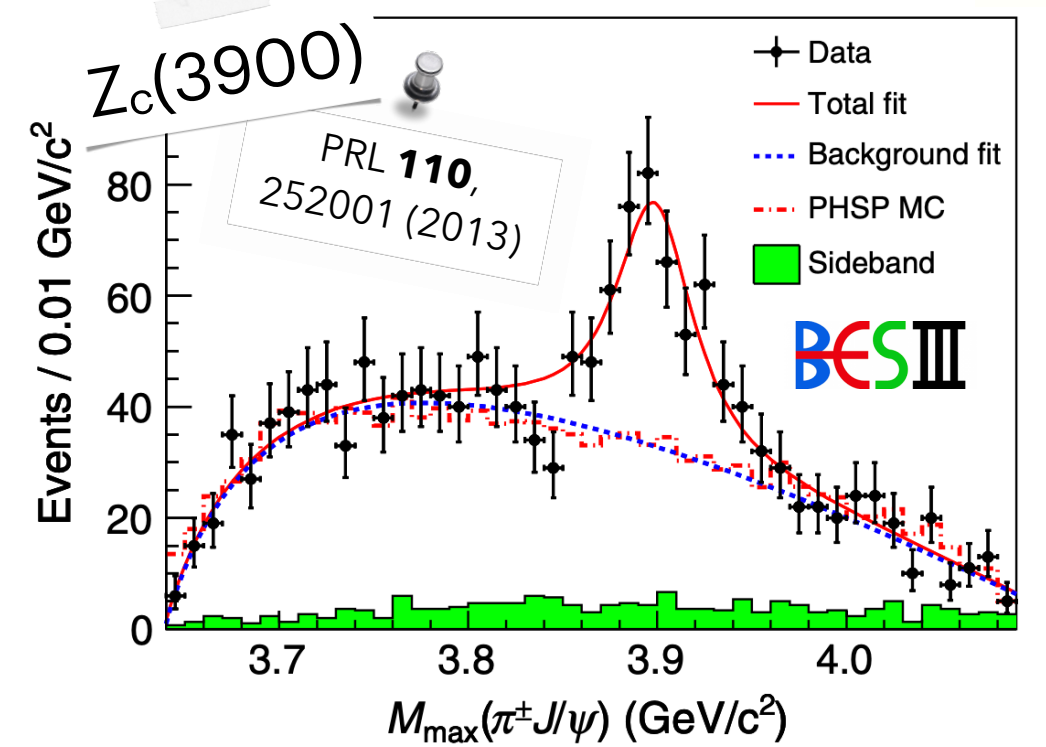 Zc(3900)
PRL 110,
252001 (2013)
Data
Total fit
Background fit
PHSP MC
Sideband
BESIII
Events / 0.01 GeV/c²
80
60
40
20
0
3.7 3.8 3.9 4.0
Mmax(π±J/ψ) (GeV/c²)